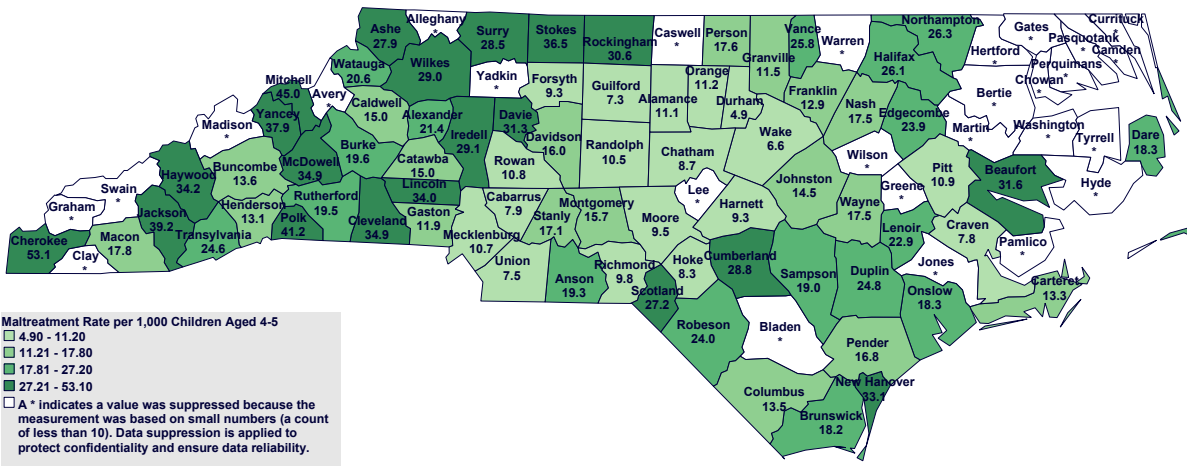 Alleghany
*
Ashe
27.9
Surry
28.5
Stokes
36.5
Rockingham
30.6
Caswell
*
Person
17.6
Granville
11.5
Vance
25.8
Warren
*
Northampton
26.3
Gates
*
Currituck
*
Pasquotank
*
Camden
*
Hertford
*
Perquimans
*
Chowan
*
Halifax
26.1
Bertie
*
Watauga
20.6
Wilkes
29.0
Yadkin
*
Forsyth
9.3
Guilford
7.3
Alamance
11.1
Orange
11.2
Durham
4.9
Franklin
12.9
Nash
17.5
Edgecombe
23.9
Martin
*
Washington
*
Tyrrell
*
Dare
18.3
Mitchell
45.0
Avery
*
Caldwell
15.0
Alexander
21.4
Iredell
29.1
Davie
31.3
Davidson
16.0
Randolph
10.5
Chatham
8.7
Wake
6.6
Wilson
*
Madison
*
Yancey
37.9
Burke
19.6
Catawba
15.0
Rowan
10.8
Lee
*
Johnston
14.5
Greene
*
Pitt
10.9
Beaufort
31.6
Hyde
*
Haywood
34.2
Buncombe
13.6
McDowell
34.9
Lincoln
34.0
Swain
*
Graham
*
Jackson
39.2
Henderson
13.1
Rutherford
19.5
Polk
41.2
Cleveland
34.9
Gaston
11.9
Cabarrus
7.9
Stanly
17.1
Montgomery
15.7
Moore
9.5
Harnett
9.3
Wayne
17.5
Lenoir
22.9
Craven
7.8
Pamlico
*
Cherokee
53.1
Clay
*
Macon
17.8
Transylvania
24.6
Mecklenburg
10.7
Union
7.5
Anson
19.3
Richmond
9.8
Hoke
8.3
Scotland
27.2
Cumberland
28.8
Sampson
19.0
Duplin
24.8
Jones
*
Onslow
18.3
Carteret
13.3
Robeson
24.0
Bladen
*
Pender
16.8
Columbus
13.5
New Hanover
33.1
Brunswick
18.2
Maltreatment Rate per 1,000 Children Aged 4-5
4.90 - 11.20
11.21 - 17.80
17.81 - 27.20
27.21 - 53.10
A * indicates a value was suppressed because the
measurement was based on small numbers (a count
of less than 10). Data suppression is applied to
protect confidentiality and ensure data reliability.